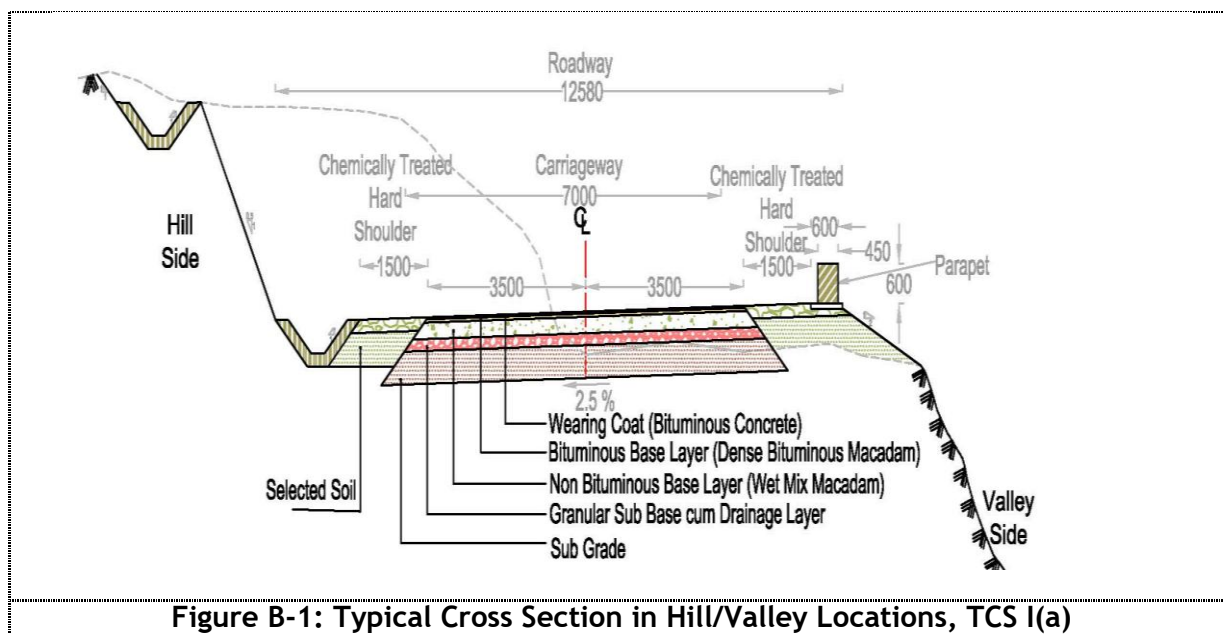 Roadway
12580
Chemically Treated
Hard
Shoulder
1500
Carriageway
7000
C
L
Chemically Treated
Hard
Shoulder
1500
600
450
600
Parapet
Hill
Side
3500
3500
2.5 %
Wearing Coat (Bituminous Concrete)
Bituminous Base Layer (Dense Bituminous Macadam)
Non Bituminous Base Layer (Wet Mix Macadam)
Granular Sub Base cum Drainage Layer
Sub Grade
Selected Soil
Valley
Side
Figure B-1: Typical Cross Section in Hill/Valley Locations, TCS I(a)